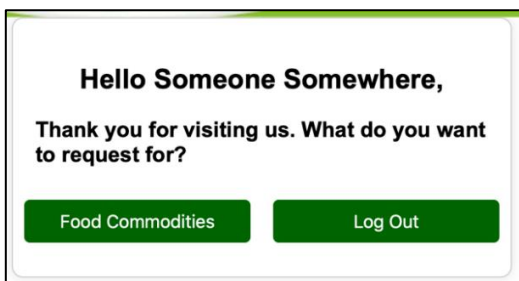 Hello Someone Somewhere,
Thank you for visiting us. What do you want
to request for?
Food Commodities
Log Out